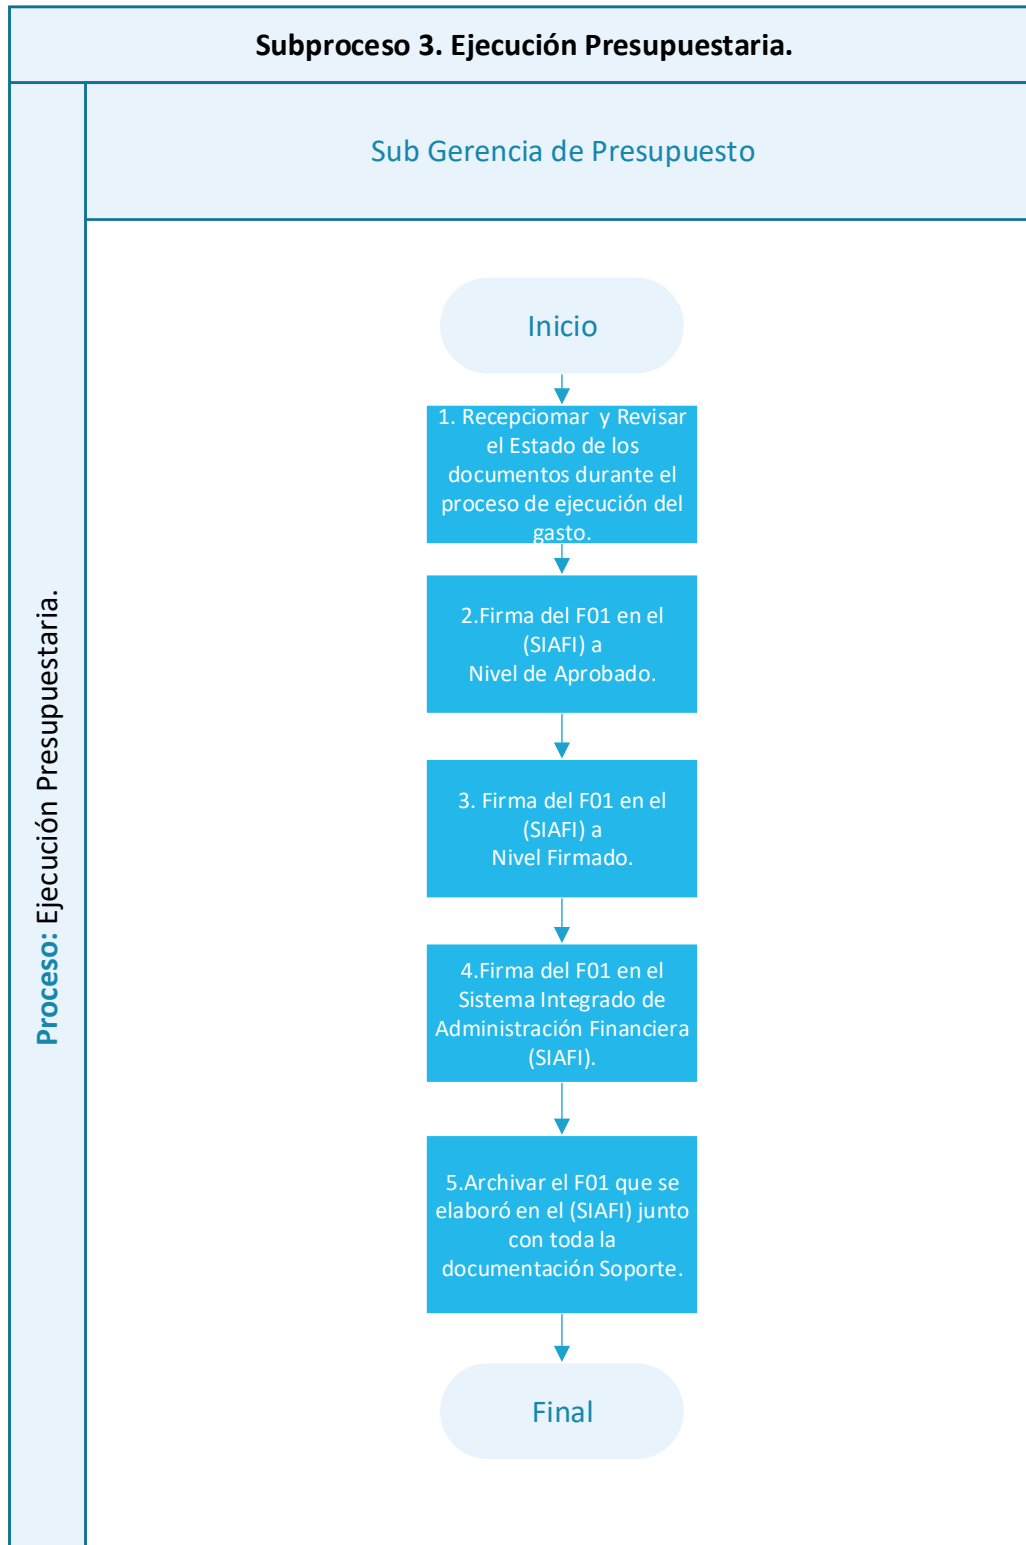 Subproceso 3. Ejecución Presupuestaria.
Sub Gerencia de Presupuesto
Proceso: Ejecución Presupuestaria.
Inicio
1. Recepciomar  y Revisar
el Estado de los
documentos durante el
proceso de ejecución del
gasto.
2.Firma del F01 en el
(SIAFI) a
Nivel de Aprobado.
3. Firma del F01 en el
(SIAFI) a
Nivel Firmado.
4.Firma del F01 en el
Sistema Integrado de
Administración Financiera
(SIAFI).
5.Archivar el F01 que se
elaboró en el (SIAFI) junto
con toda la
documentación Soporte.
Final